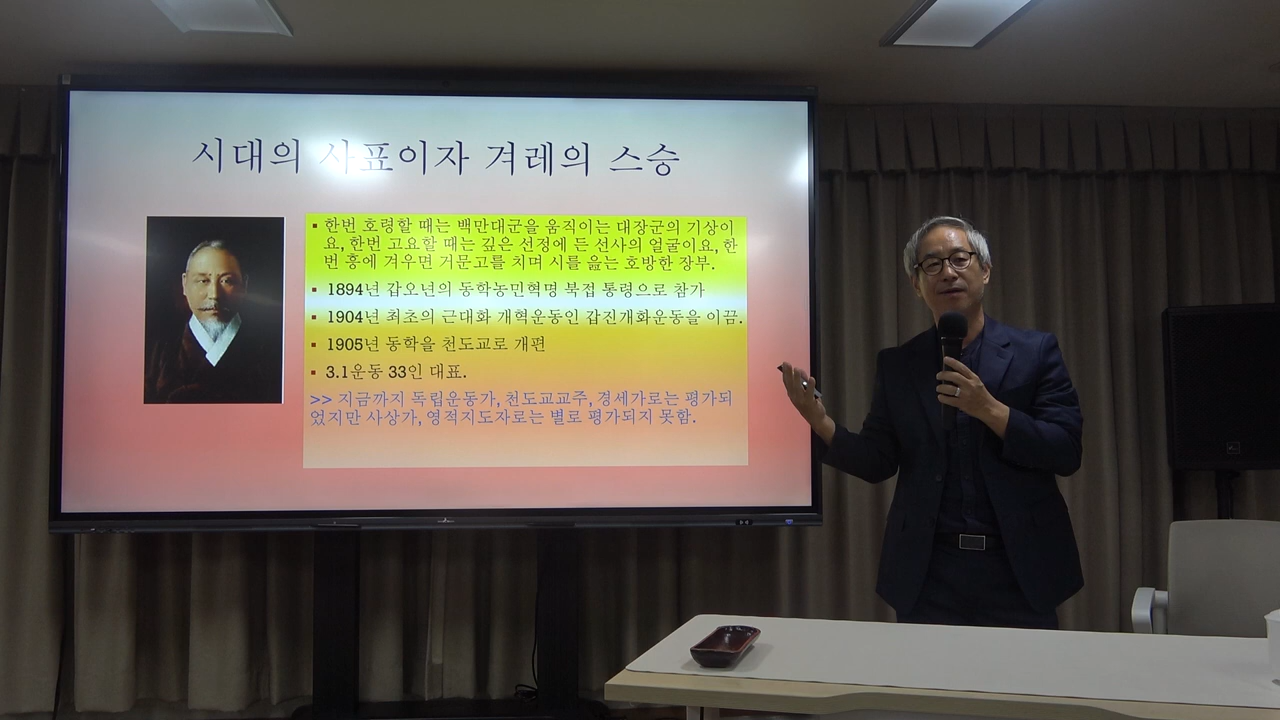 시대의 사표이자 겨레의 스승
▪ 한번 호령할 때는 백만대군을 움직이는 대장군의 기상이
요, 한번 고요할 때는 깊은 선정에 든 선사의 얼굴이요, 한
번 흥에 겨우면 거문고를 치며 시를 읊는 호방한 장부.
▪ 1894년 갑오년의 동학농민혁명 북접 통령으로 참가
▪ 1904년 최초의 근대화 개혁운동인 갑진개화운동을 이끔.
▪ 1905년 동학을 천도교로 개편
▪ 3.1운동 33인 대표.
>> 지금까지 독립운동가, 천도교교주, 경세가로는 평가되
었지만 사상가, 영적지도자로는 별로 평가되지 못함.